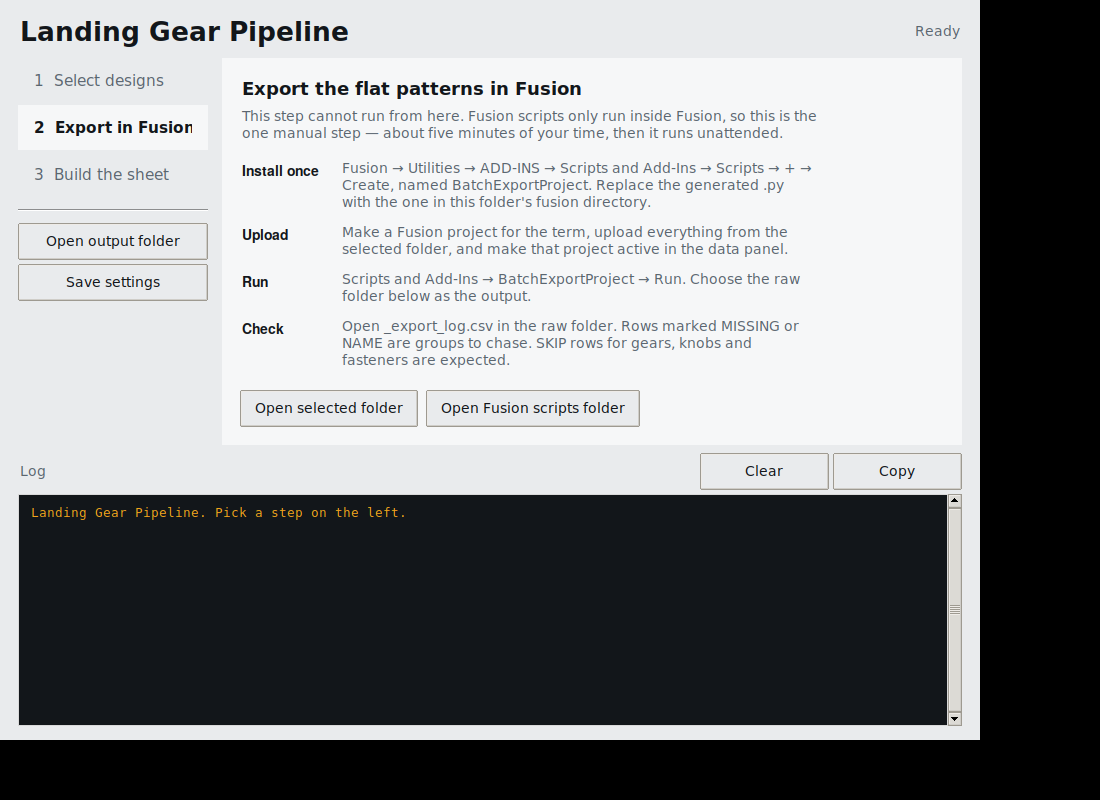 Landing Gear Pipeline
Ready
1 Select designs
2 Export in Fusion
3 Build the sheet
Open output folder
Save settings
Export the flat patterns in Fusion
This step cannot run from here. Fusion scripts only run inside Fusion, so this is the
one manual step — about five minutes of your time, then it runs unattended.
Install once
Fusion → Utilities → ADD-INS → Scripts and Add-Ins → Scripts → + →
Create, named BatchExportProject. Replace the generated .py
with the one in this folder's fusion directory.
Upload
Make a Fusion project for the term, upload everything from the
selected folder, and make that project active in the data panel.
Run
Scripts and Add-Ins → BatchExportProject → Run. Choose the raw
folder below as the output.
Check
Open _export_log.csv in the raw folder. Rows marked MISSING or
NAME are groups to chase. SKIP rows for gears, knobs and
fasteners are expected.
Open selected folder
Open Fusion scripts folder
Log
Clear
Copy
Landing Gear Pipeline. Pick a step on the left.